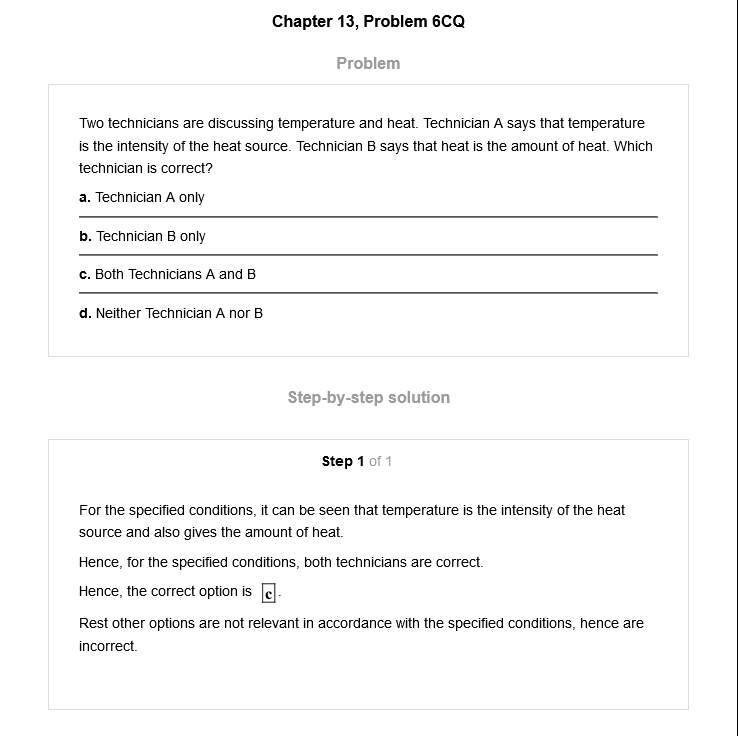 Chapter 13, Problem 6CQ
Problem
Two technicians are discussing temperature and heat. Technician A says that temperature
is the intensity of the heat source. Technician B says that heat is the amount of heat. Which
technician is correct?
a. Technician A only
b. Technician B only
c. Both Technicians A and B
d. Neither Technician A nor B
Step-by-step solution
Step 1 of 1
For the specified conditions, it can be seen that temperature is the intensity of the heat
source and also gives the amount of heat.
Hence, for the specified conditions, both technicians are correct.
Hence, the correct option is c.
Rest other options are not relevant in accordance with the specified conditions, hence are
incorrect.